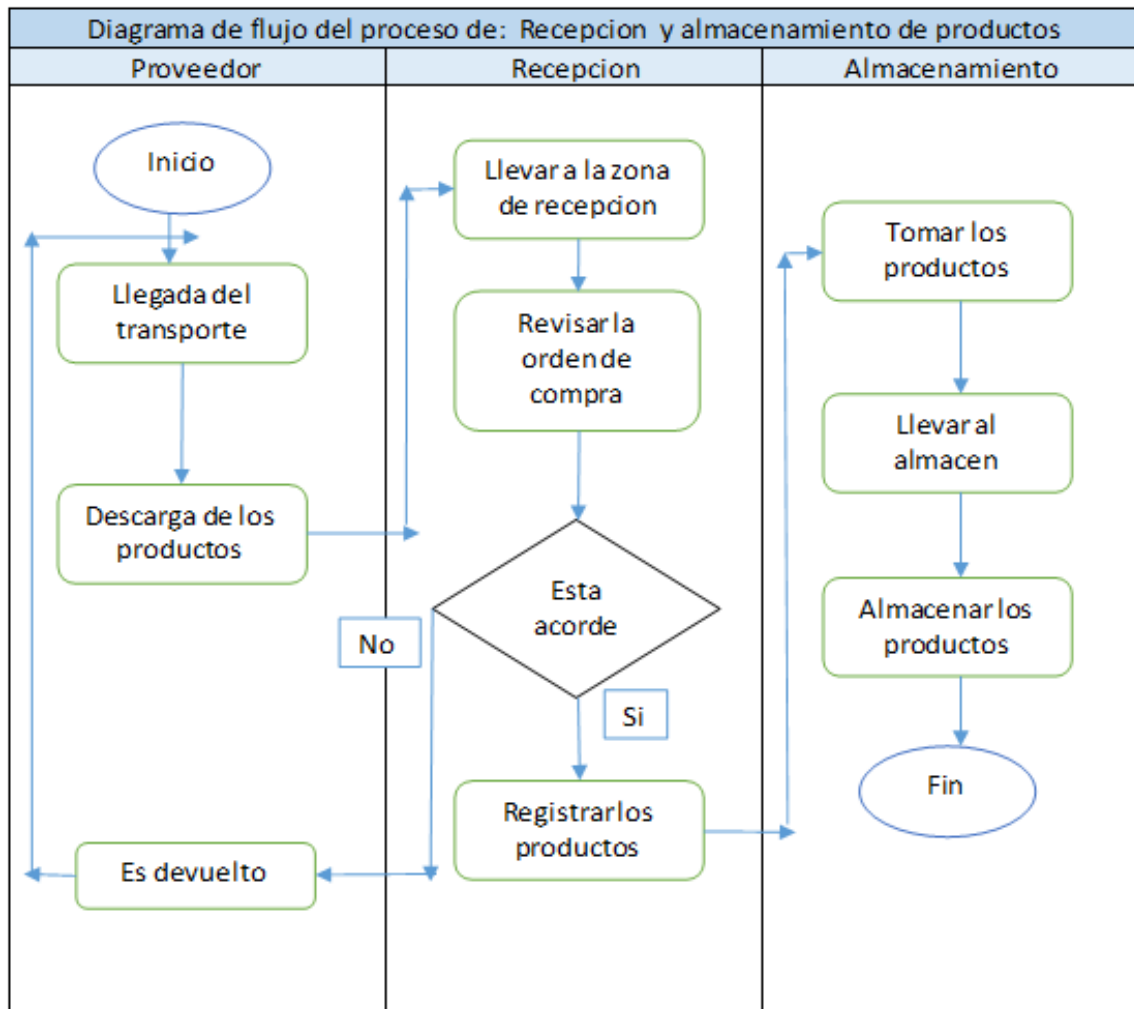 Diagrama de flujo del proceso de: Recepcion y almacenamiento de productos
Proveedor
Recepcion
Almacenamiento
Inicio
Llegada del
transporte
Descarga de los
productos
Es devuelto
Llevar a la zona
de recepcion
Revisar la
orden de
compra
Esta
acorde
No
Si
Registrar los
productos
Tomar los
productos
Llevar al
almacen
Almacenar los
productos
Fin